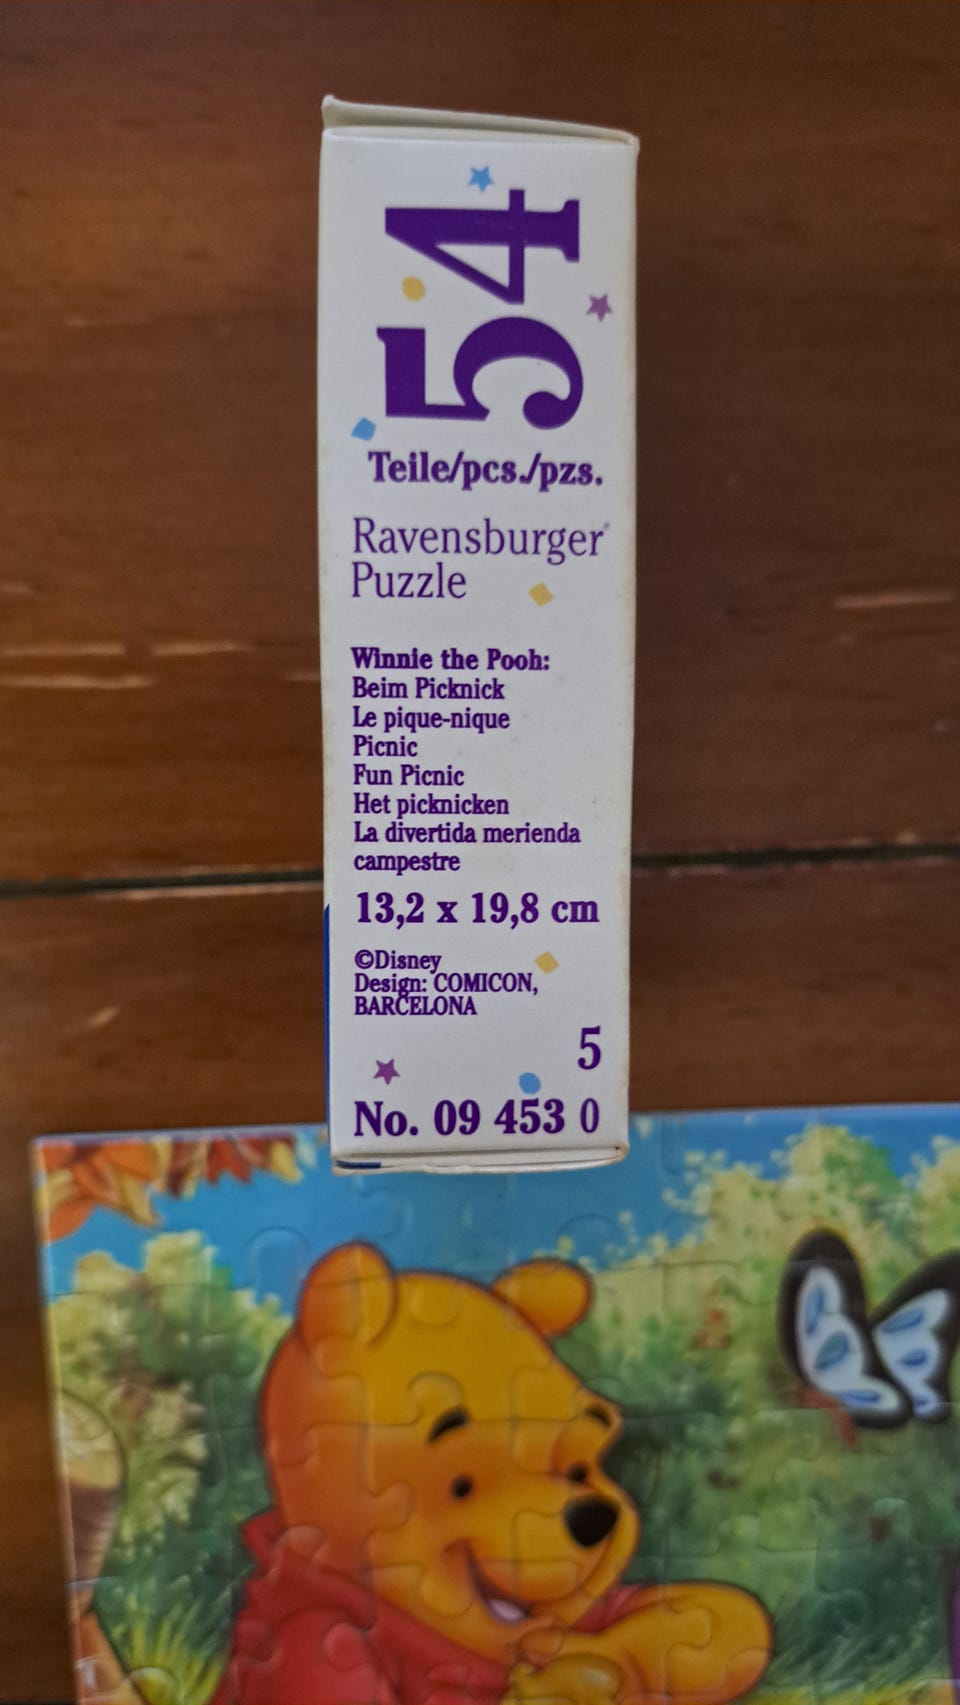 54
Teile/pcs./pzs.
Ravensburger®
Puzzle
Winnie the Pooh:
Beim Picknick
Le pique-nique
Picnic
Fun Picnic
Het picknicken
La divertida merienda
campestre
13,2 x 19,8 cm
©Disney
Design: COMICON,
BARCELONA
5
No. 09 453 0